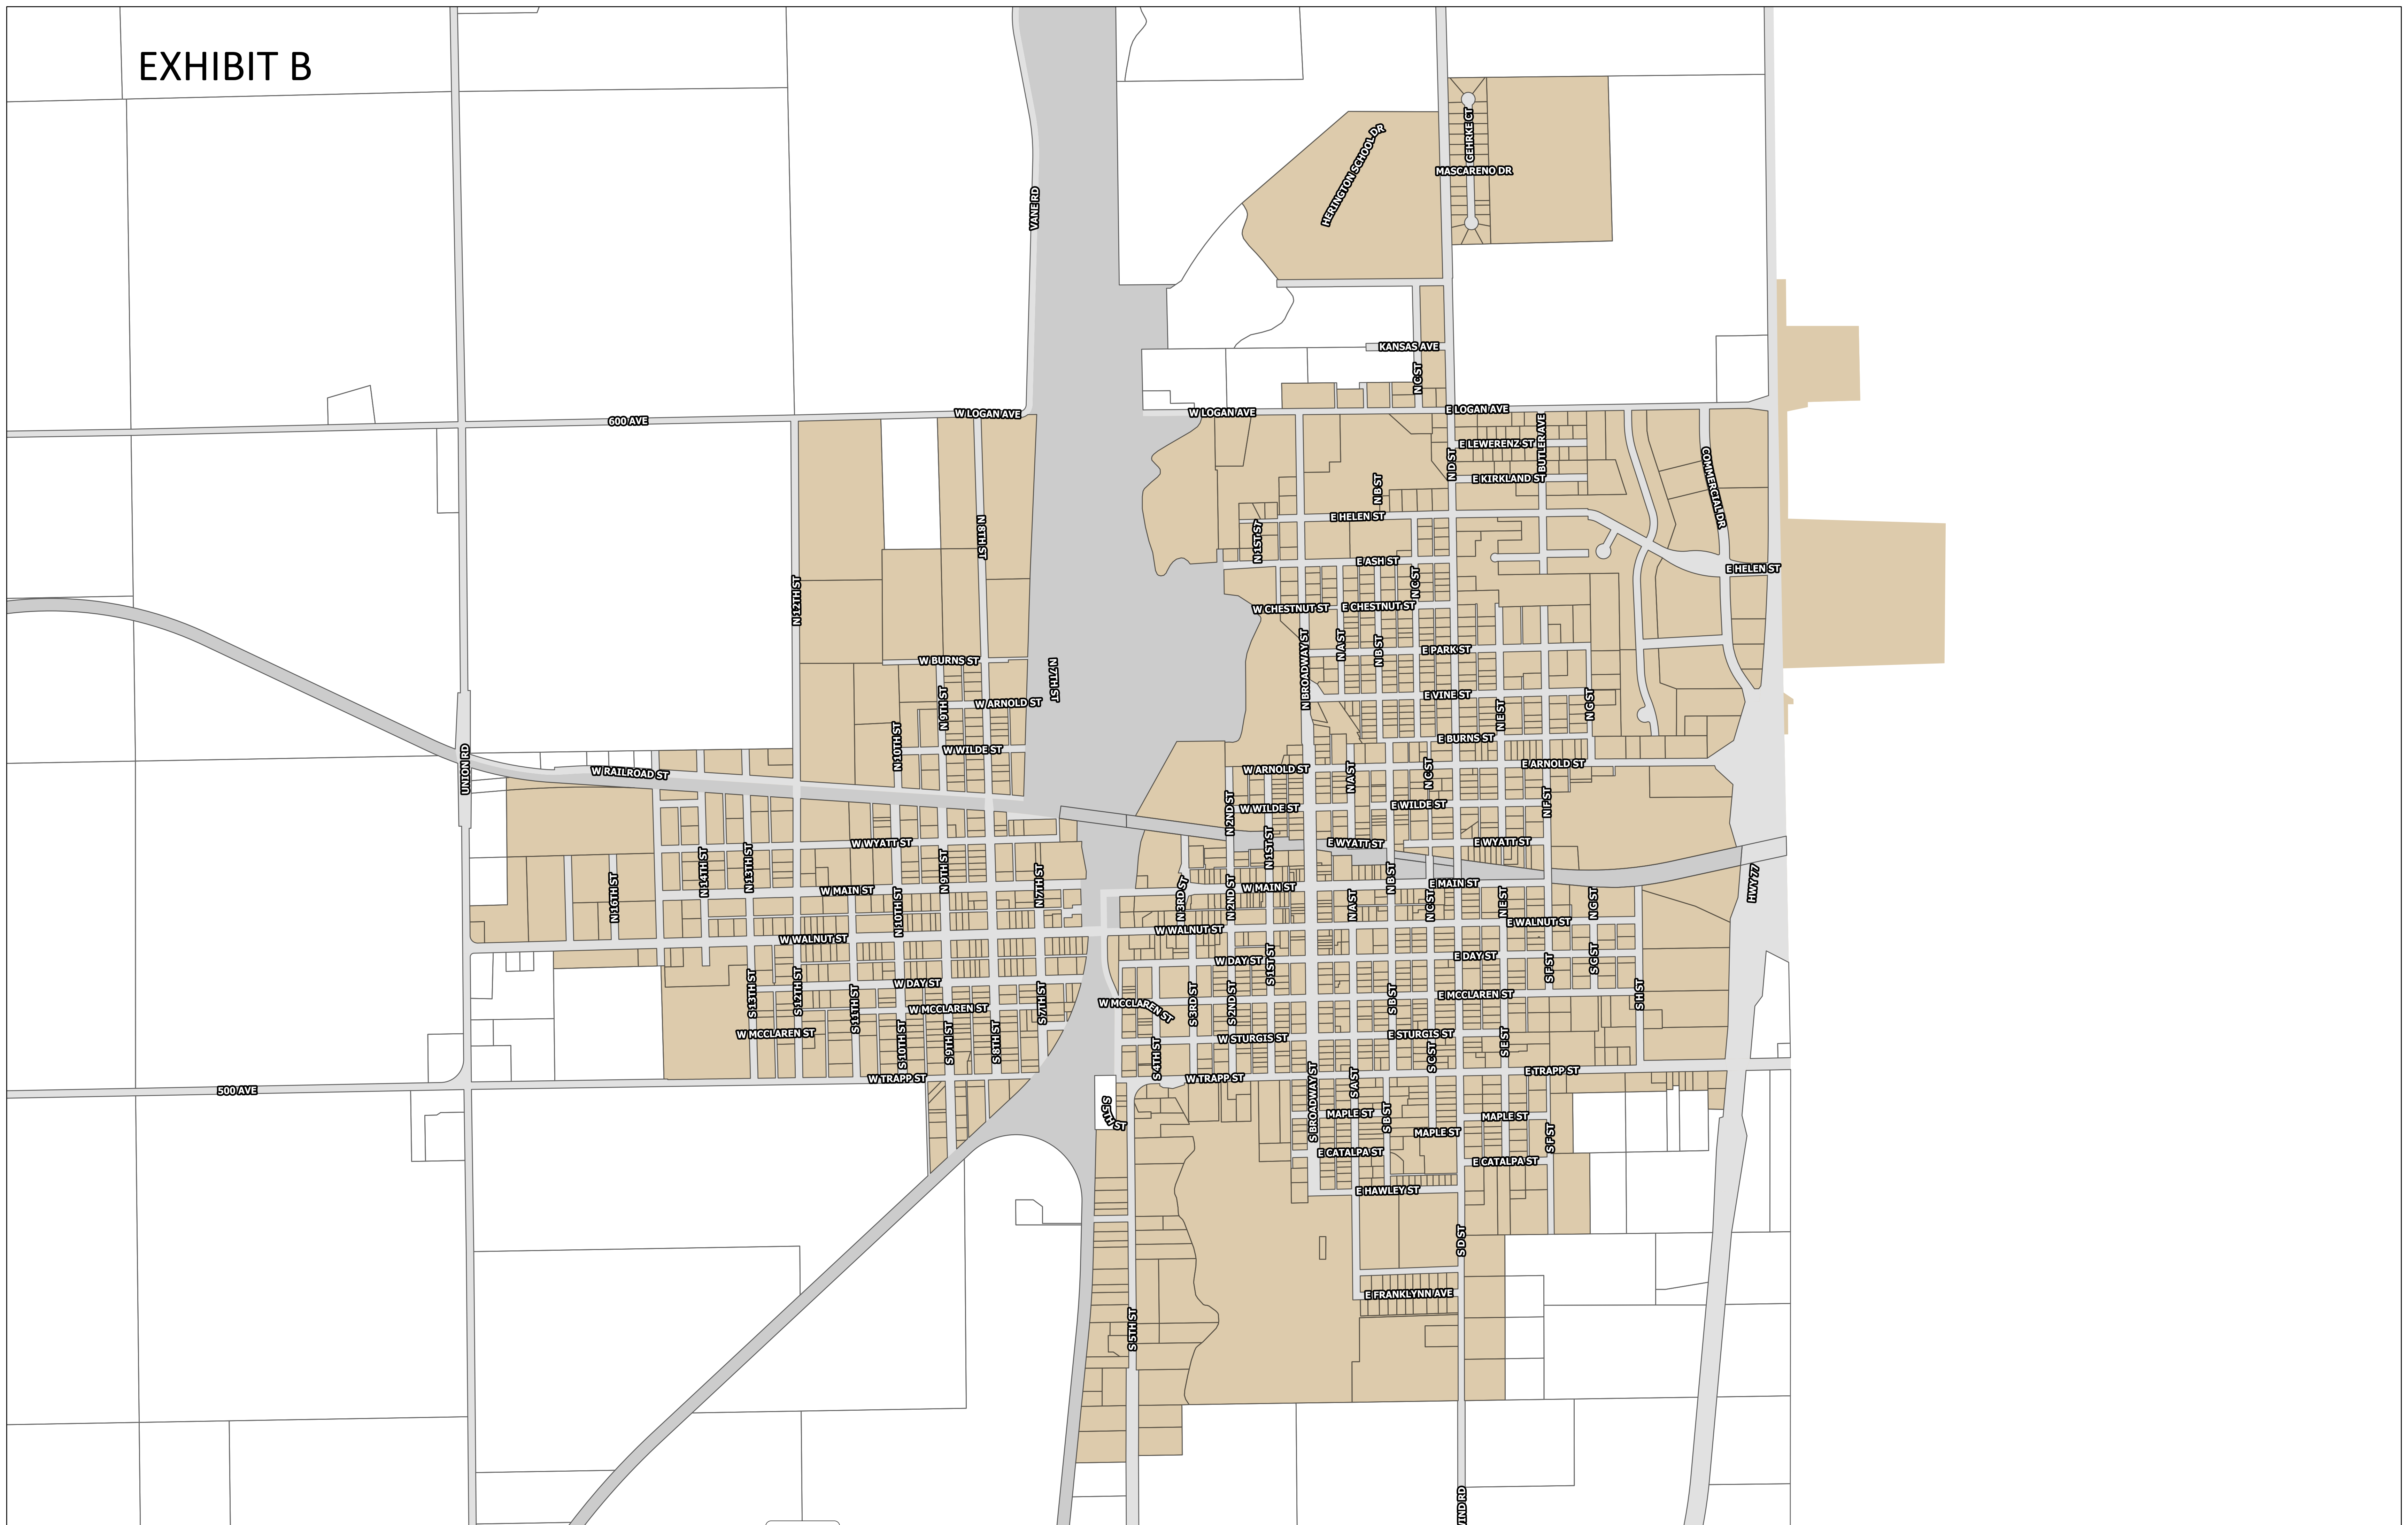 EXHIBIT B
GEHRKE CT
HERINGTON SCHOOL DR
MASCARENO DR
VANE RD
KANSAS AVE
N C ST
W LOGAN AVE
W LOGAN AVE
E LOGAN AVE
600 AVE
E LEWERENZ ST
BUTLER AVE
N D ST
E KIRKLAND ST
COMMERCIAL DR
N B ST
E HELEN ST
N 8TH ST
N 1ST ST
E ASH ST
E HELEN ST
N C ST
N 12TH ST
W CHESTNUT ST
E CHESTNUT ST
N A ST
N B ST
E PARK ST
W BURNS ST
N 7TH ST
N BROADWAY ST
E VINE ST
N 9TH ST
W ARNOLD ST
N G ST
N E ST
E BURNS ST
N 10TH ST
W WILDE ST
UNION RD
W RAILROAD ST
W ARNOLD ST
N A ST
N C ST
E ARNOLD ST
N 2ND ST
W WILDE ST
E WILDE ST
N F ST
W WYATT ST
N 1ST ST
E WYATT ST
E WYATT ST
N 14TH ST
N 13TH ST
N 9TH ST
N 7TH ST
N B ST
HWY 77
W MAIN ST
W MAIN ST
E MAIN ST
N 16TH ST
N 10TH ST
N 3RD ST
N 2ND ST
N A ST
N C ST
N E ST
N G ST
E WALNUT ST
W WALNUT ST
W WALNUT ST
W DAY ST
S 1ST ST
E DAY ST
S F ST
S G ST
S 13TH ST
S 12TH ST
W DAY ST
S 11TH ST
W MCCLAREN ST
S 7TH ST
W MCCLAREN ST
S 3RD ST
S 2ND ST
S B ST
E MCCLAREN ST
S H ST
W MCCLAREN ST
S 10TH ST
S 9TH ST
S 8TH ST
W STURGIS ST
E STURGIS ST
S E ST
S 4TH ST
S C ST
500 AVE
W TRAPP ST
W TRAPP ST
S A ST
E TRAPP ST
S 5TH ST
S BROADWAY ST
MAPLE ST
S B ST
MAPLE ST
MAPLE ST
S F ST
E CATALPA ST
E CATALPA ST
E HAWLEY ST
S D ST
E FRANKLYNN AVE
S 5TH ST